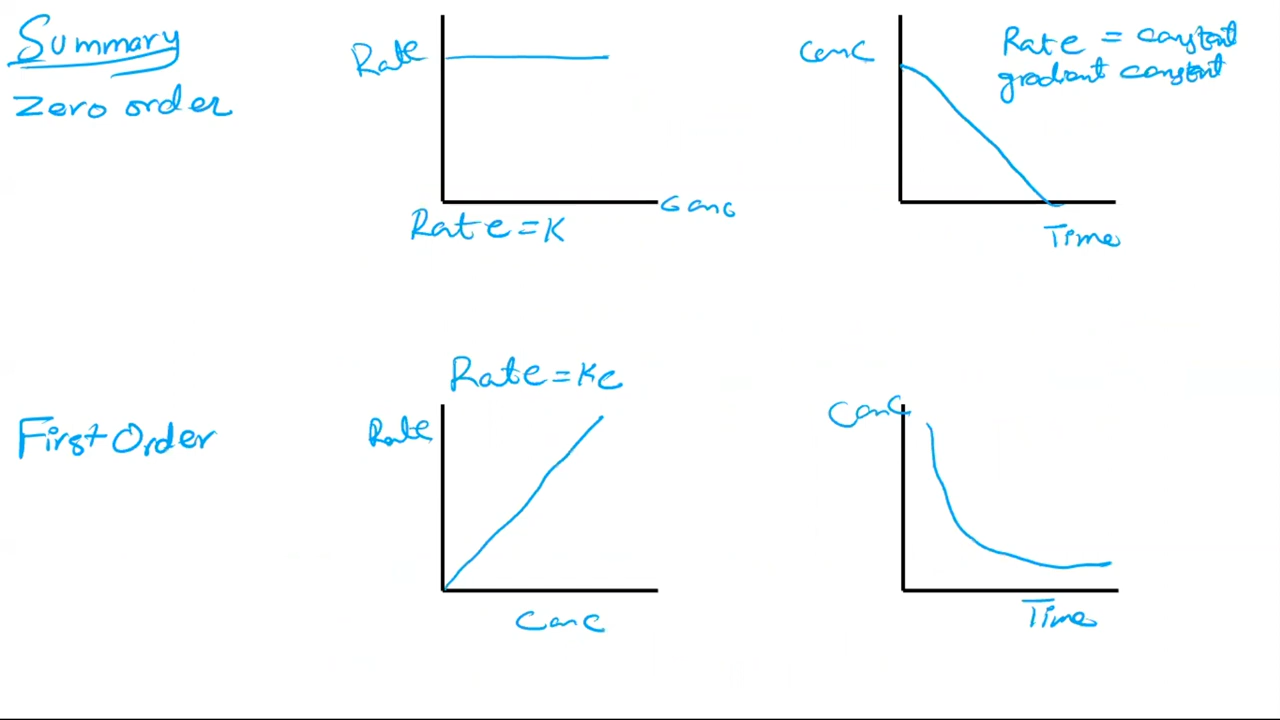 Summary
Zero order
Rate
Conc
Rate = K
Conc
Time
Rate = constant
gradient constant
First Order
Rate = KC
Rate
Conc
Conc
Time